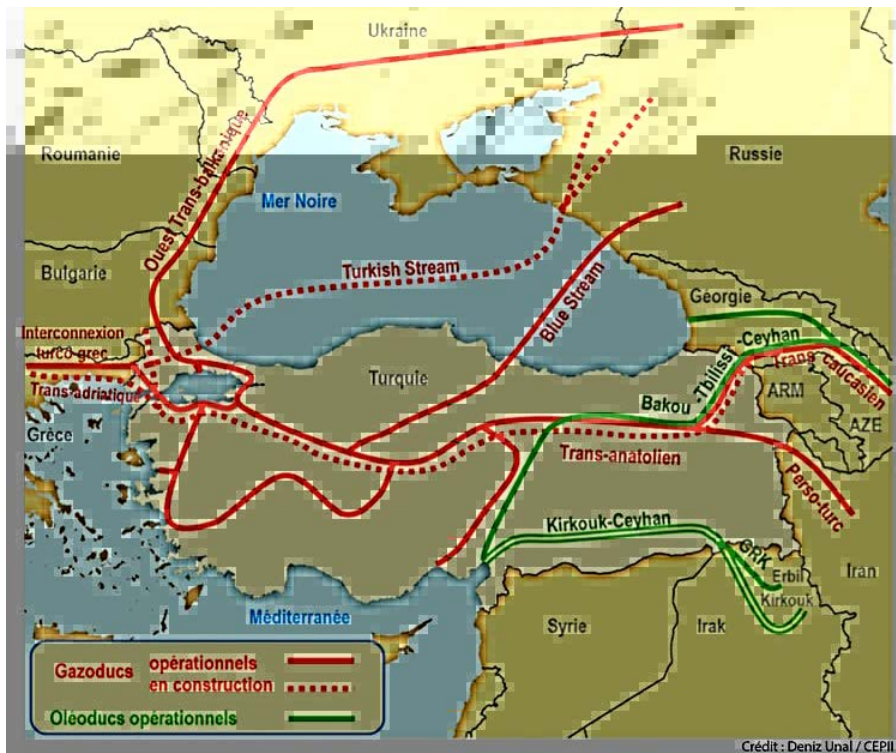 Ukraine
Roumanie
Russie
Ouest Trans-balkanique
Mer Noire
Turkish Stream
Blue Stream
Bulgarie
Géorgie
Interconnexion
turco grec
Trans-adriatique
Turquie
Bakou -Tbilissi -Ceyhan
Trans-caucasien
ARM
AZE
Grèce
Trans-anatolien
Perso-turc
Kirkouk-Ceyhan
GRK
Erbil
Kirkouk
Iran
Méditerranée
Syrie
Irak
Gazoducs opérationnels
en construction
Oléoducs opérationnels
Crédit : Deniz Unal / CEPII